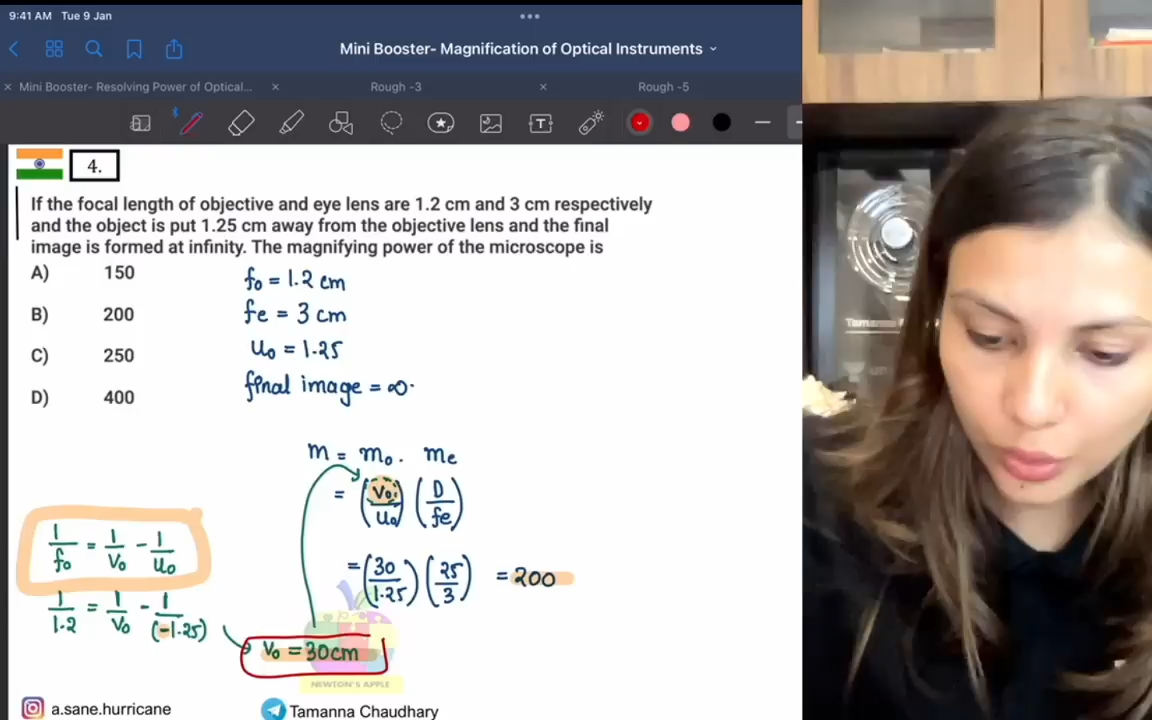 9:41 AM Tue 9 Jan
Mini Booster- Magnification of Optical Instruments
Mini Booster- Resolving Power of Optical...
Rough -3
Rough -5
4.
If the focal length of objective and eye lens are 1.2 cm and 3 cm respectively
and the object is put 1.25 cm away from the objective lens and the final
image is formed at infinity. The magnifying power of the microscope is
A) 150
B) 200
C) 250
D) 400
fo = 1.2 cm
fe = 3 cm
uo = 1.25
final image = ∞
m = mo. me
= (vo/uo) (D/fe)
= (30/1.25) (25/3) = 200
1/fo = 1/vo - 1/uo
1/1.2 = 1/vo - 1/(-1.25)
vo = 30cm
NEWTON'S APPLE
a.sane.hurricane
Tamanna Chaudhary
Tamanna